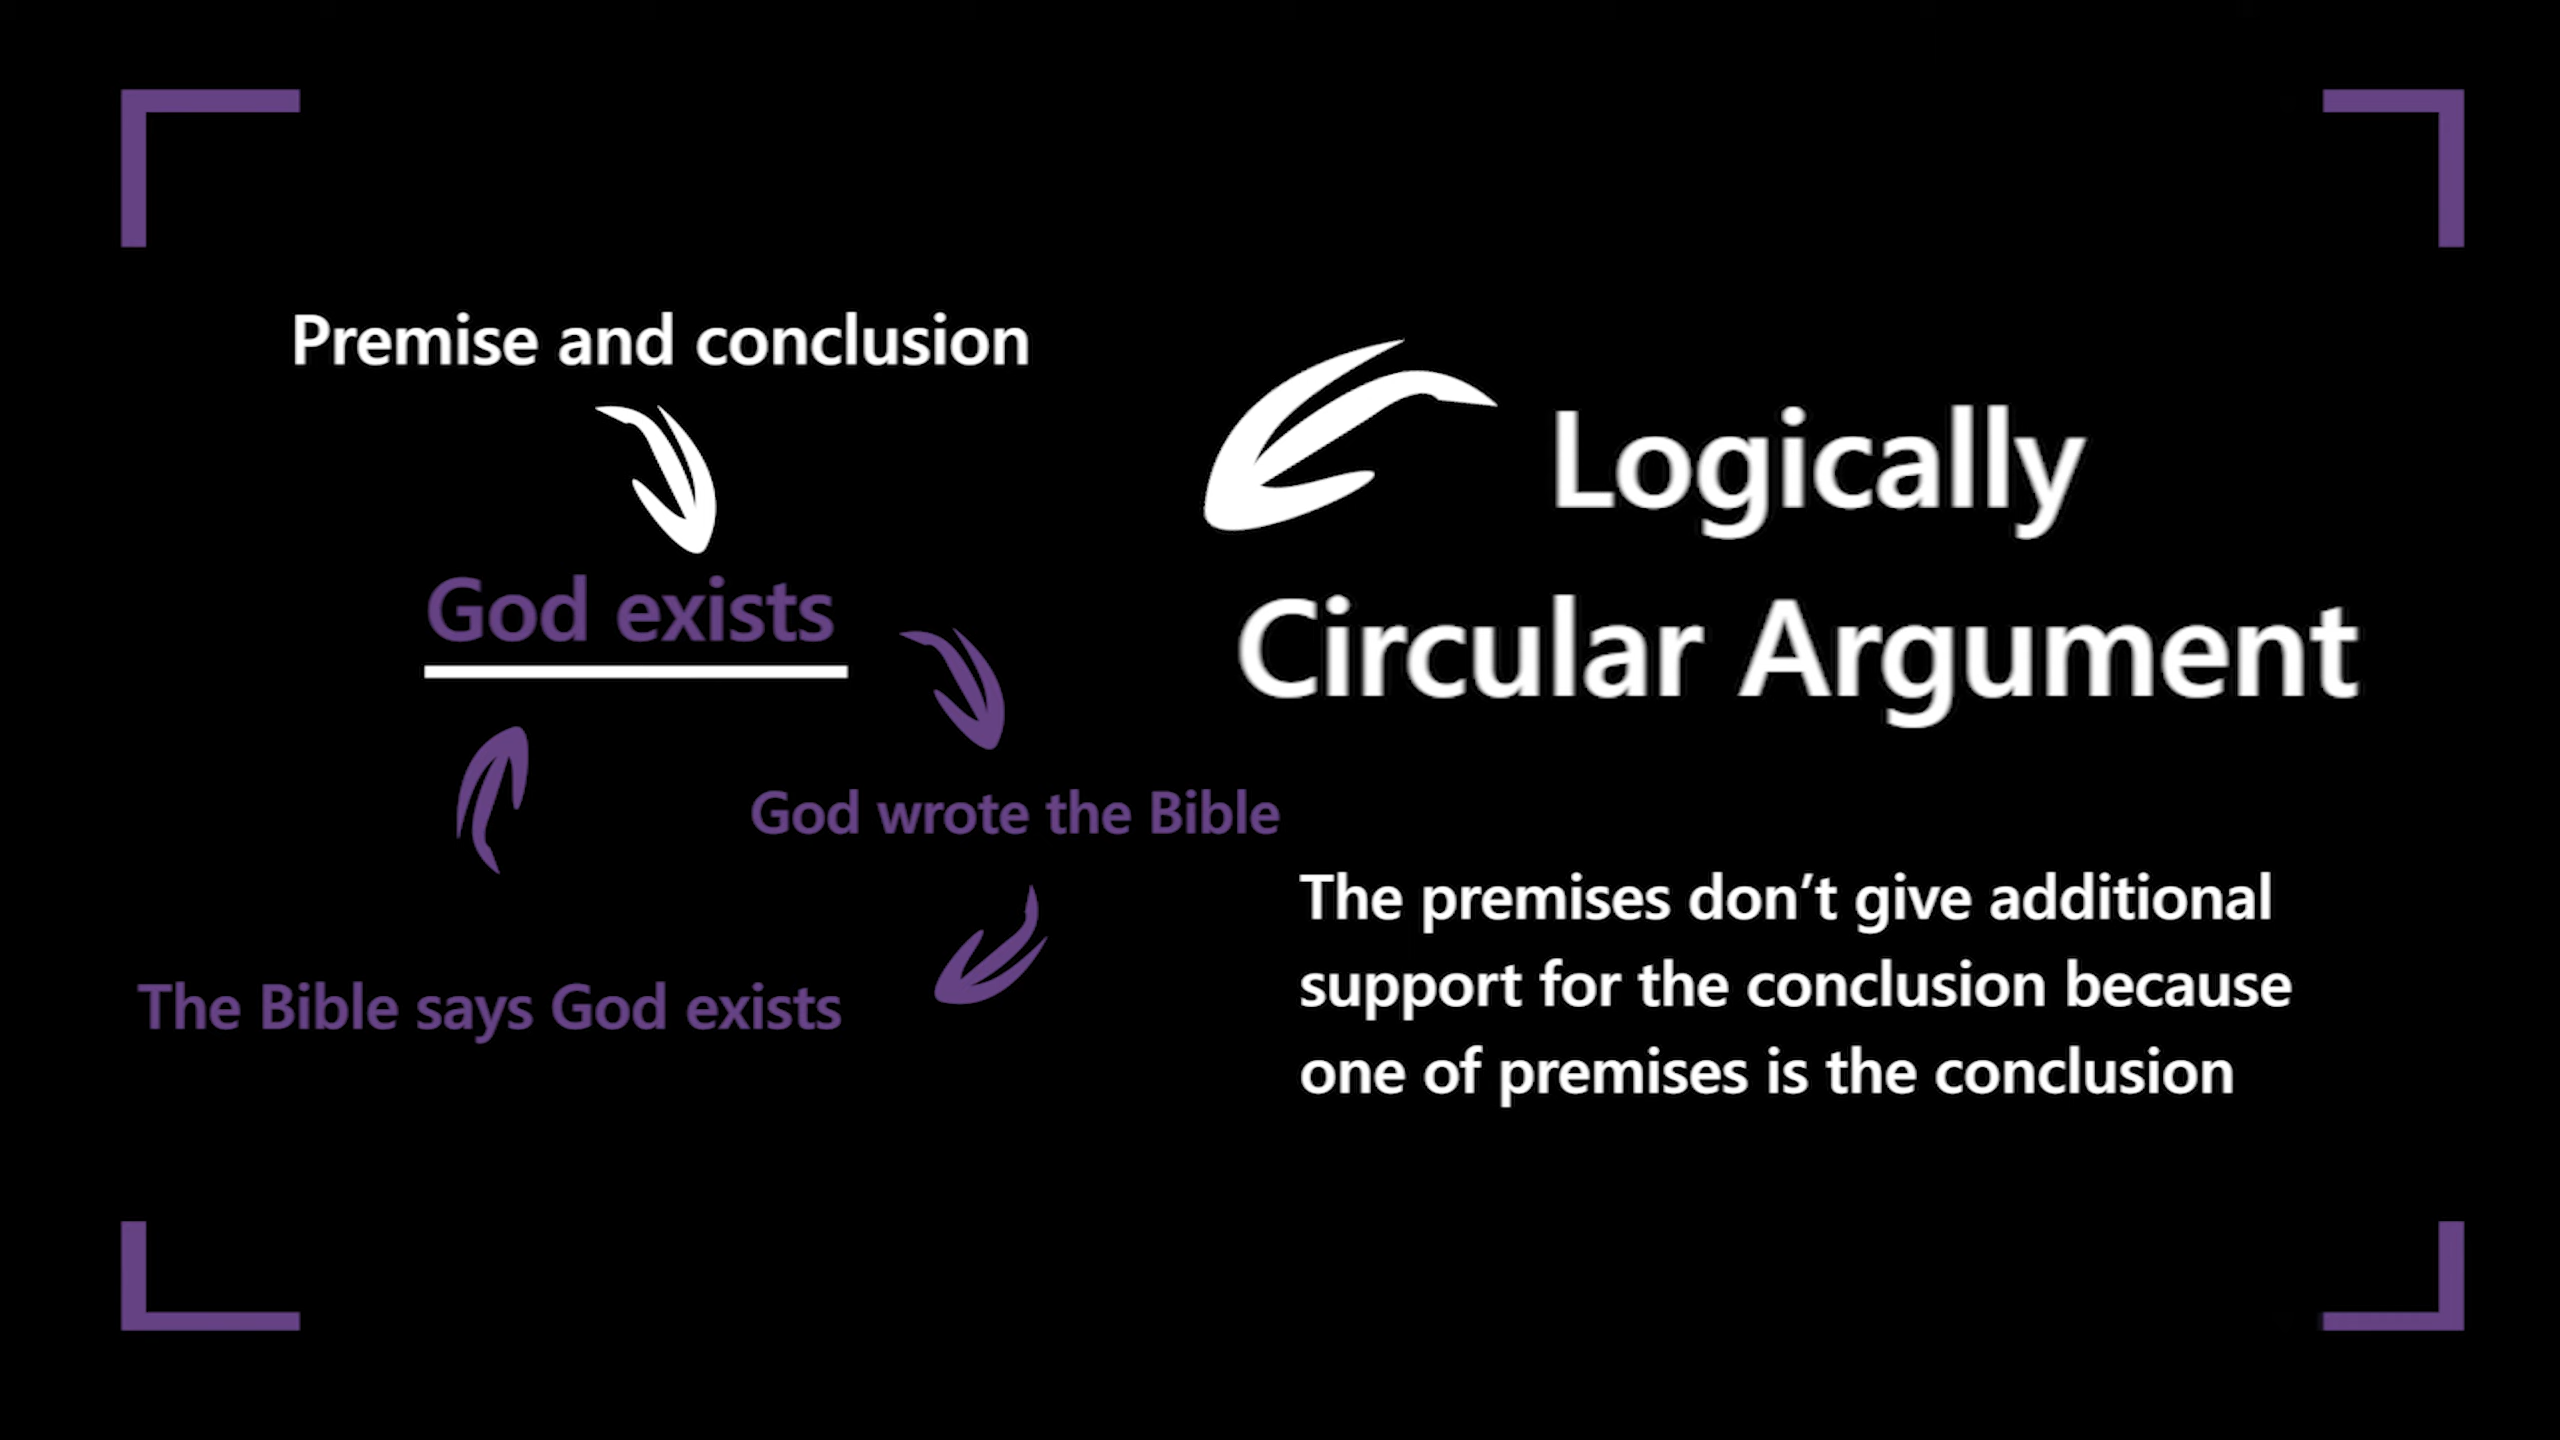 Premise and conclusion
God exists
God wrote the Bible
The Bible says God exists
Logically
Circular Argument
The premises don’t give additional
support for the conclusion because
one of premises is the conclusion